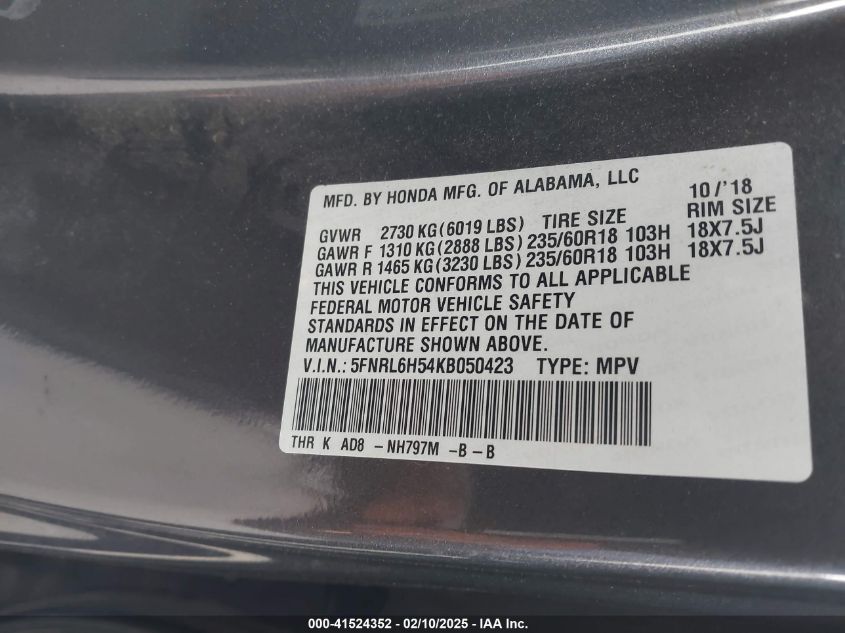 MFD. BY HONDA MFG. OF ALABAMA, LLC 10/'18
GVWR 2730 KG(6019 LBS) TIRE SIZE RIM SIZE
GAWR F 1310 KG(2888 LBS) 235/60R18 103H 18X7.5J
GAWR R 1465 KG(3230 LBS) 235/60R18 103H 18X7.5J
THIS VEHICLE CONFORMS TO ALL APPLICABLE
FEDERAL MOTOR VEHICLE SAFETY
STANDARDS IN EFFECT ON THE DATE OF
MANUFACTURE SHOWN ABOVE.
V.I.N.: 5FNRL6H54KB050423 TYPE: MPV
THR K AD8 - NH797M -B-B
000-41524352 - 02/10/2025 - IAA Inc.